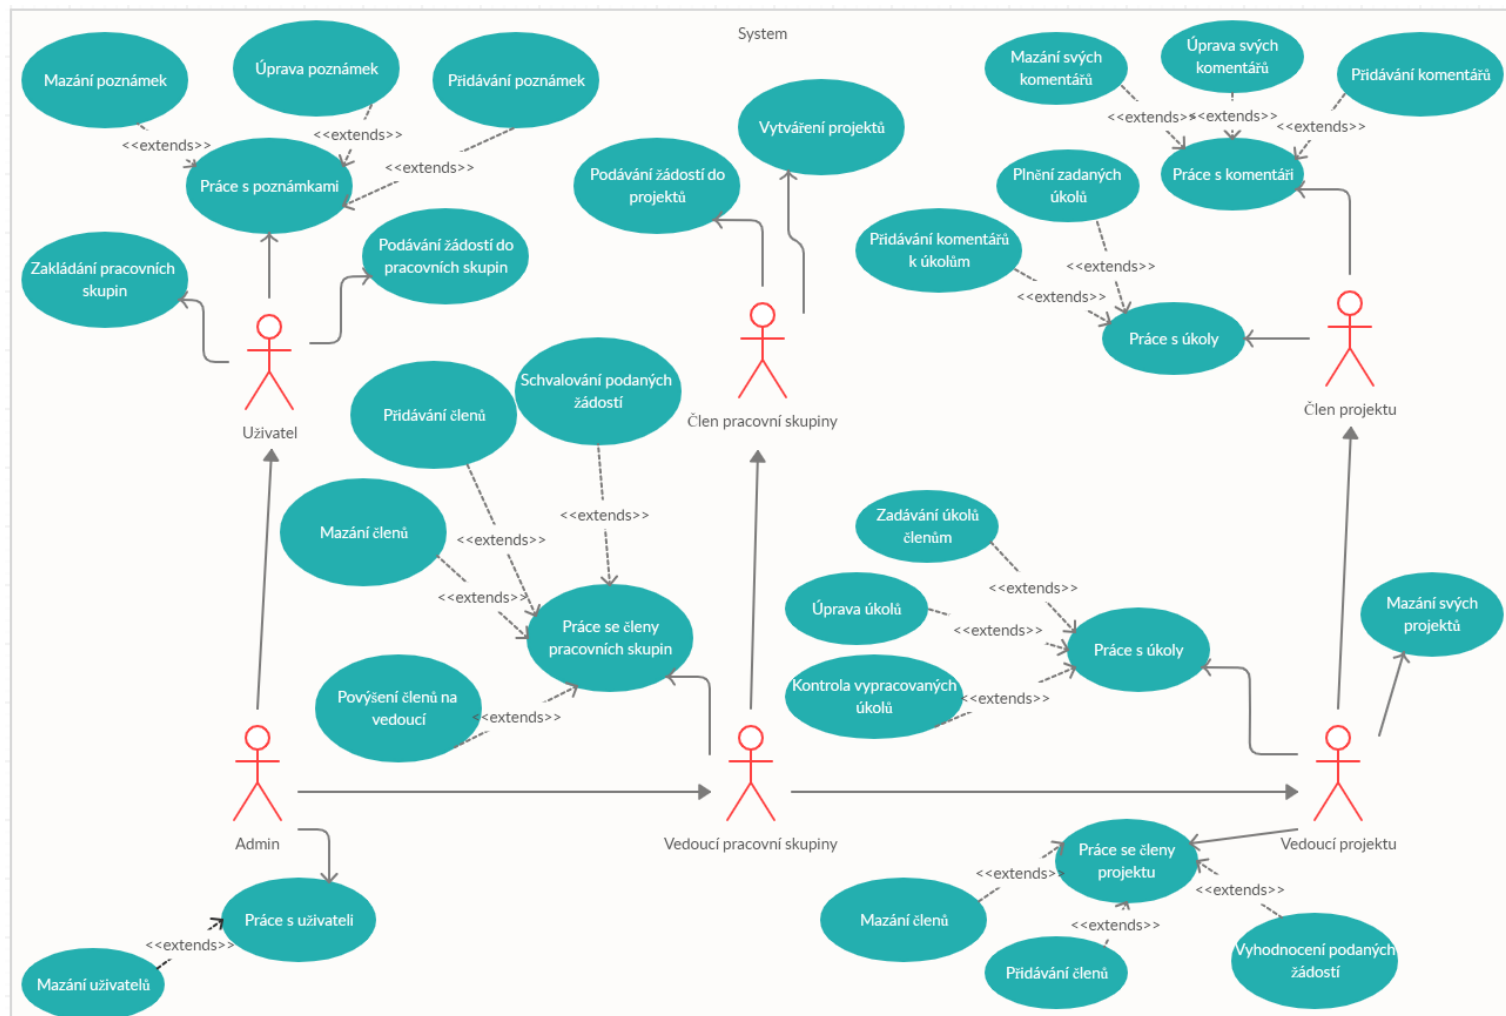 System
Mazání poznámek
Úprava poznámek
Přidávání poznámek
<<extends>>
<<extends>>
<<extends>>
Práce s poznámkami
Zakládání pracovních
skupin
Podávání žádostí do
pracovních skupin
Uživatel
Vytváření projektů
Podávání žádostí do
projektů
Člen pracovní skupiny
Mazání svých
komentářů
Úprava svých
komentářů
Přidávání komentářů
<<extends>>
<<extends>>
<<extends>>
Práce s komentáři
Plnění zadaných
úkolů
Přidávání komentářů
k úkolům
<<extends>>
<<extends>>
Práce s úkoly
Člen projektu
Přidávání členů
Schvalování podaných
žádostí
Mazání členů
<<extends>>
<<extends>>
<<extends>>
Práce se členy
pracovních skupin
Povýšení členů na
vedoucí
<<extends>>
Zadávání úkolů
členům
Úprava úkolů
Kontrola vypracovaných
úkolů
<<extends>>
<<extends>>
<<extends>>
Práce s úkoly
Mazání svých
projektů
Admin
Vedoucí pracovní skupiny
Vedoucí projektu
Práce s uživateli
<<extends>>
Mazání uživatelů
Práce se členy
projektu
<<extends>>
<<extends>>
<<extends>>
Mazání členů
Přidávání členů
Vyhodnocení podaných
žádostí